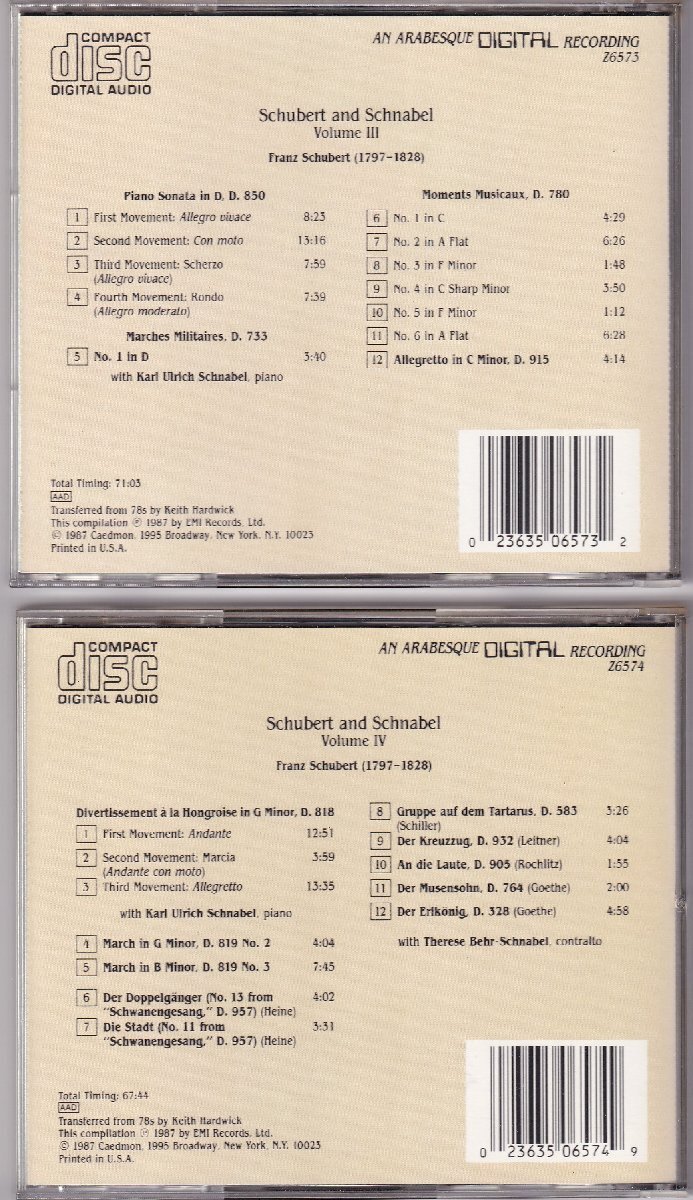 COMPACT
disc
DIGITAL AUDIO
AN ARABESQUE DIGITAL RECORDING
Z6573
Schubert and Schnabel
Volume III
Franz Schubert (1797–1828)
Piano Sonata in D, D. 850
1 First Movement: Allegro vivace 8:23
2 Second Movement: Con moto 13:16
3 Third Movement: Scherzo 7:59
(Allegro vivace)
4 Fourth Movement: Rondo 7:39
(Allegro moderato)
Marches Militaires, D. 733
5 No. 1 in D 3:40
with Karl Ulrich Schnabel, piano
Moments Musicaux, D. 780
6 No. 1 in C 4:29
7 No. 2 in A Flat 6:26
8 No. 3 in F Minor 1:48
9 No. 4 in C Sharp Minor 3:50
10 No. 5 in F Minor 1:12
11 No. 6 in A Flat 6:28
12 Allegretto in C Minor, D. 915 4:14
Total Timing: 71:03
AAD
Transferred from 78s by Keith Hardwick
This compilation ℗ 1987 by EMI Records, Ltd.
© 1987 Caedmon, 1995 Broadway, New York, N.Y. 10023
Printed in U.S.A.
0 23635 06573 2
COMPACT
disc
DIGITAL AUDIO
AN ARABESQUE DIGITAL RECORDING
Z6574
Schubert and Schnabel
Volume IV
Franz Schubert (1797–1828)
Divertissement à la Hongroise in G Minor, D. 818
1 First Movement: Andante 12:51
2 Second Movement: Marcia 3:59
(Andante con moto)
3 Third Movement: Allegretto 13:35
with Karl Ulrich Schnabel, piano
4 March in G Minor, D. 819 No. 2 4:04
5 March in B Minor, D. 819 No. 3 7:45
6 Der Doppelgänger (No. 13 from 4:02
"Schwanengesang," D. 957) (Heine)
7 Die Stadt (No. 11 from 3:31
"Schwanengesang," D. 957) (Heine)
8 Gruppe auf dem Tartarus, D. 583 3:26
(Schiller)
9 Der Kreuzzug, D. 932 (Leitner) 4:04
10 An die Laute, D. 905 (Rochlitz) 1:55
11 Der Musensohn, D. 764 (Goethe) 2:00
12 Der Erlkönig, D. 328 (Goethe) 4:58
with Therese Behr-Schnabel, contralto
Total Timing: 67:44
AAD
Transferred from 78s by Keith Hardwick
This compilation ℗ 1987 by EMI Records, Ltd.
© 1987 Caedmon, 1995 Broadway, New York, N.Y. 10023
Printed in U.S.A.
0 23635 06574 9